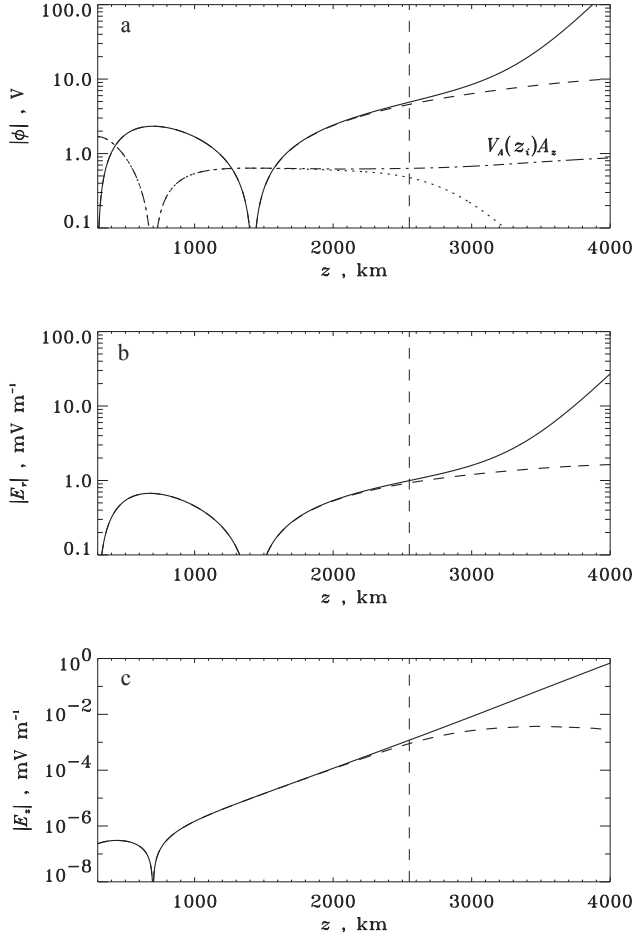 a
100.0
10.0
1.0
0.1
|ϕ| , V
V_A(z_i)A_z
1000 2000 3000 4000
z , km
b
100.0
10.0
1.0
0.1
|E_r| , mV m⁻¹
1000 2000 3000 4000
z , km
c
10⁰
10⁻²
10⁻⁴
10⁻⁶
10⁻⁸
|E_z| , mV m⁻¹
1000 2000 3000 4000
z , km